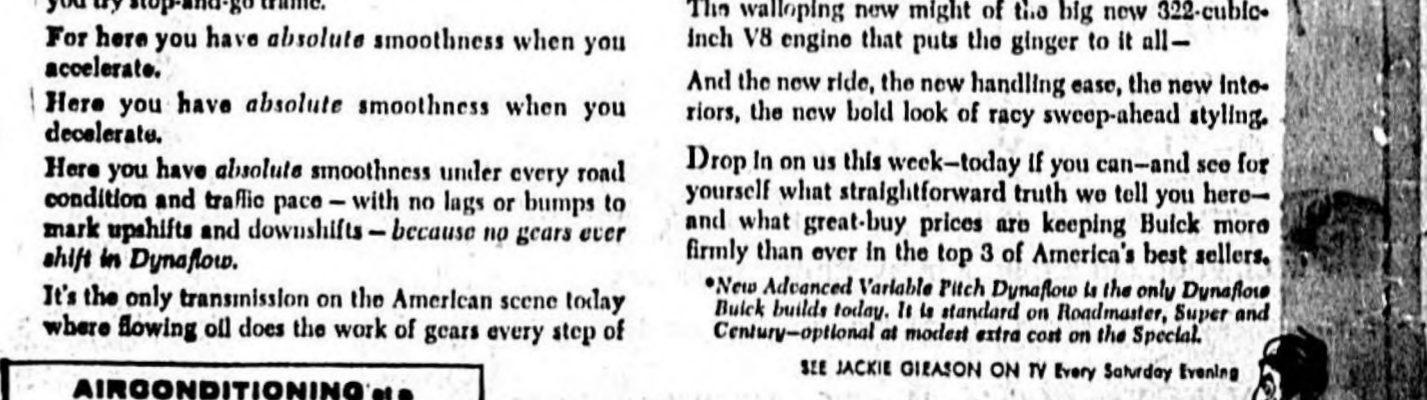 you try stop-and-go traffic.
For here you have absolute smoothness when you
accelerate.
Here you have absolute smoothness when you
decelerate.
Here you have absolute smoothness under every road
condition and traffic pace — with no lags or bumps to
mark upshifts and downshifts — because no gears ever
shift in Dynaflow.
It's the only transmission on the American scene today
where flowing oil does the work of gears every step of
AIRCONDITIONING at a
The walloping new might of the big new 322-cubic-
inch V8 engine that puts the ginger to it all—
And the new ride, the new handling ease, the new inte-
riors, the new bold look of racy sweep-ahead styling.
Drop in on us this week—today if you can—and see for
yourself what straightforward truth we tell you here—
and what great-buy prices are keeping Buick more
firmly than ever in the top 3 of America's best sellers.
*New Advanced Variable Pitch Dynaflow is the only Dynaflow
Buick builds today. It is standard on Roadmaster, Super and
Century—optional at modest extra cost on the Special.
SEE JACKIE GLEASON ON TV Every Saturday Evening